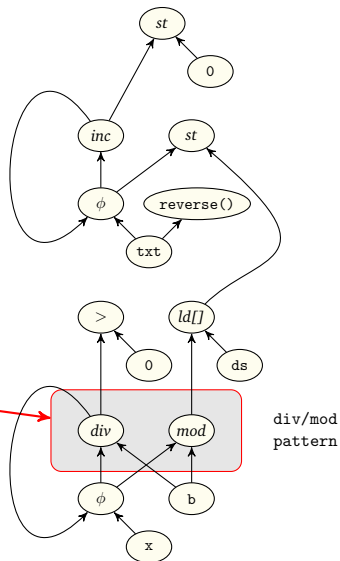 st
0
inc
st
ϕ
reverse()
txt
>
ld[]
0
ds
div
mod
div/mod
pattern
ϕ
b
x